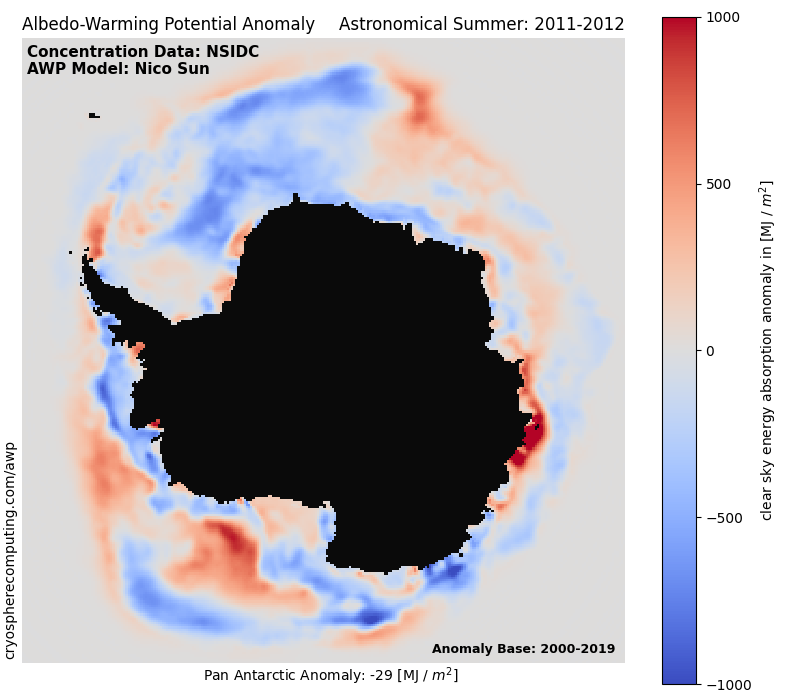 Albedo-Warming Potential Anomaly Astronomical Summer: 2011-2012
Concentration Data: NSIDC
AWP Model: Nico Sun
1000
500
0
−500
−1000
clear sky energy absorption anomaly in [MJ / m²]
cryospherecomputing.com/awp
Anomaly Base: 2000-2019
Pan Antarctic Anomaly: -29 [MJ / m²]